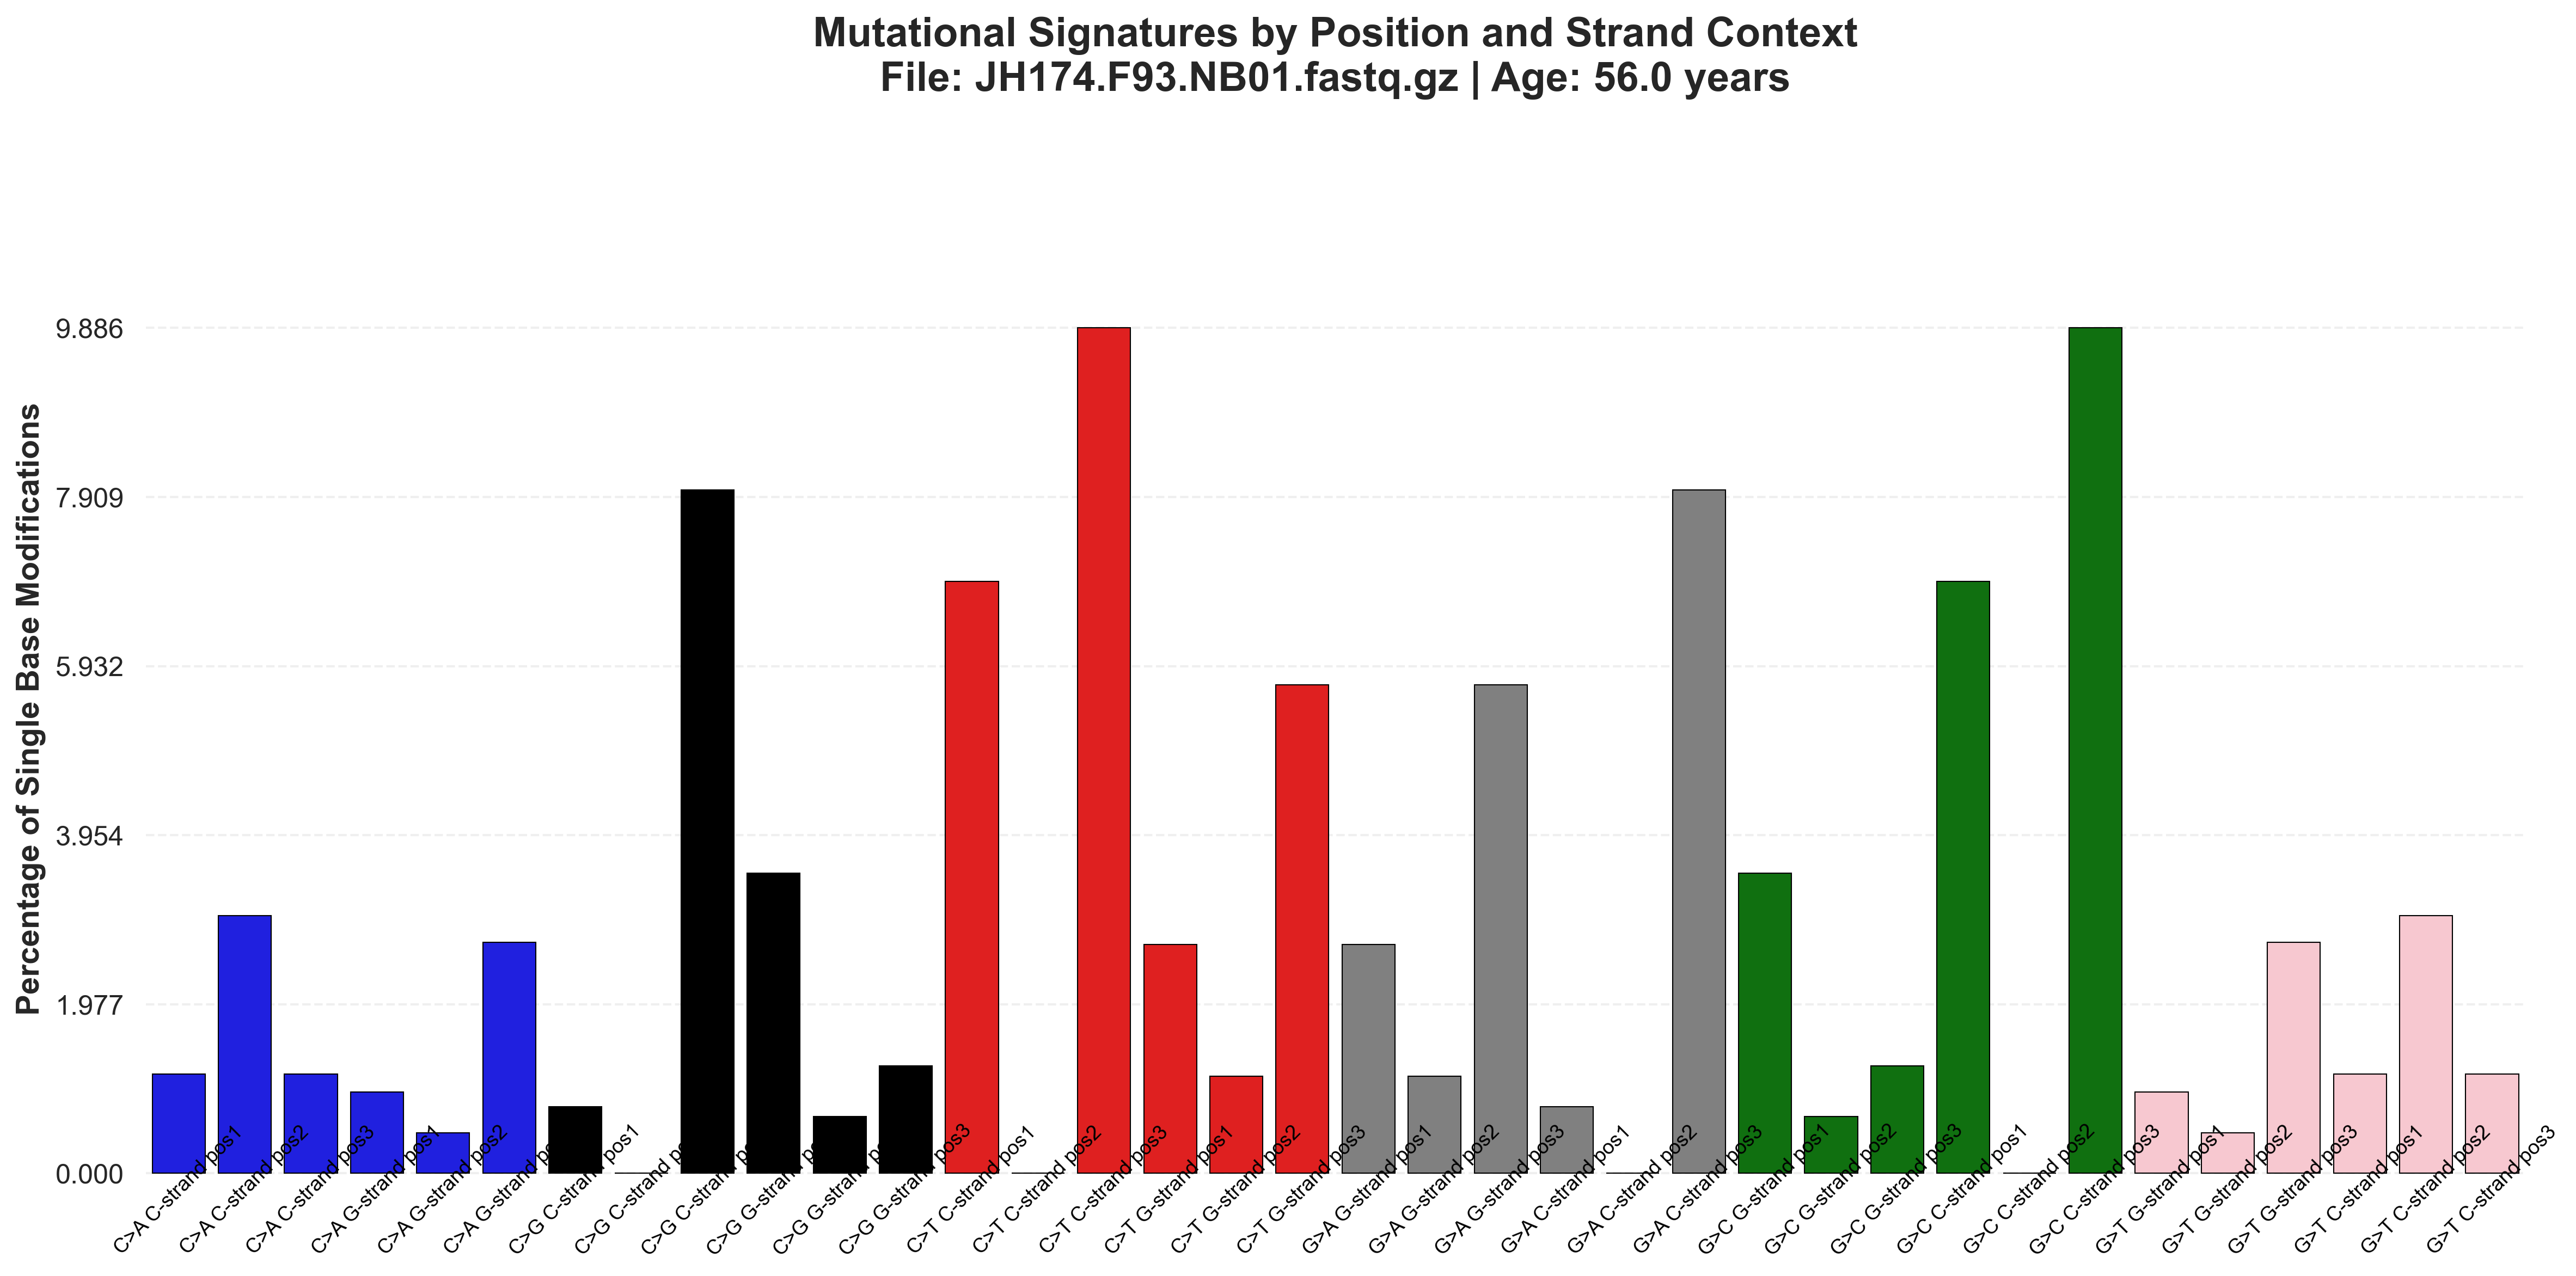 Mutational Signatures by Position and Strand Context
File: JH174.F93.NB01.fastq.gz | Age: 56.0 years
Percentage of Single Base Modifications
9.886
7.909
5.932
3.954
1.977
0.000
C>A C-strand pos1
C>A C-strand pos2
C>A C-strand pos3
C>A G-strand pos1
C>A G-strand pos2
C>A G-strand
C>G C-strand pos1
C>G C-strand
C>G C-strand
C>G G-strand
C>G G-strand
C>G G-strand pos3
C>T C-strand pos1
C>T C-strand pos2
C>T C-strand pos3
C>T G-strand pos1
C>T G-strand pos2
C>T G-strand pos3
G>A G-strand pos1
G>A G-strand pos2
G>A G-strand pos3
G>A C-strand pos1
G>A C-strand pos2
G>A C-strand pos3
G>C G-strand pos1
G>C G-strand pos2
G>C G-strand pos3
G>C C-strand pos1
G>C C-strand pos2
G>C C-strand pos3
G>T G-strand pos1
G>T G-strand pos2
G>T G-strand pos3
G>T C-strand pos1
G>T C-strand pos2
G>T C-strand pos3